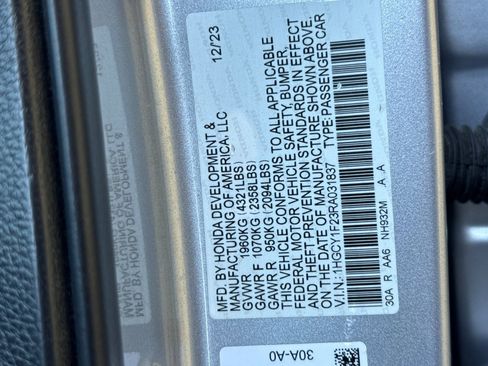 MFD. BY HONDA DEVELOPMENT & 12/23
MANUFACTURING OF AMERICA, LLC
GVWR 1960KG (4321LBS)
GAWR F 1070KG (2358LBS)
GAWR R 950KG (2094LBS)
THIS VEHICLE CONFORMS TO ALL APPLICABLE
FEDERAL MOTOR VEHICLE SAFETY, BUMPER,
AND THEFT PREVENTION STANDARDS IN EFFECT
ON THE DATE OF MANUFACTURE SHOWN ABOVE.
V.I.N.: 1HGCY1F23RA031837 TYPE: PASSENGER CAR
30A R AA6 NH932M A A
30A-A0